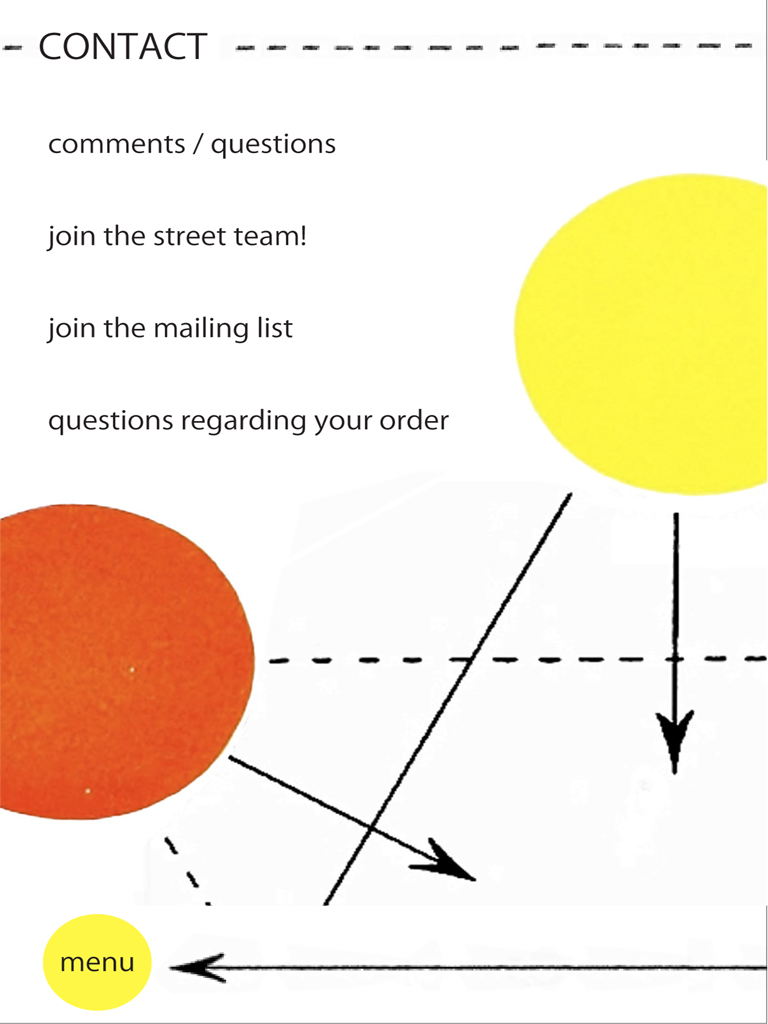 CONTACT
comments / questions
join the street team!
join the mailing list
questions regarding your order
menu